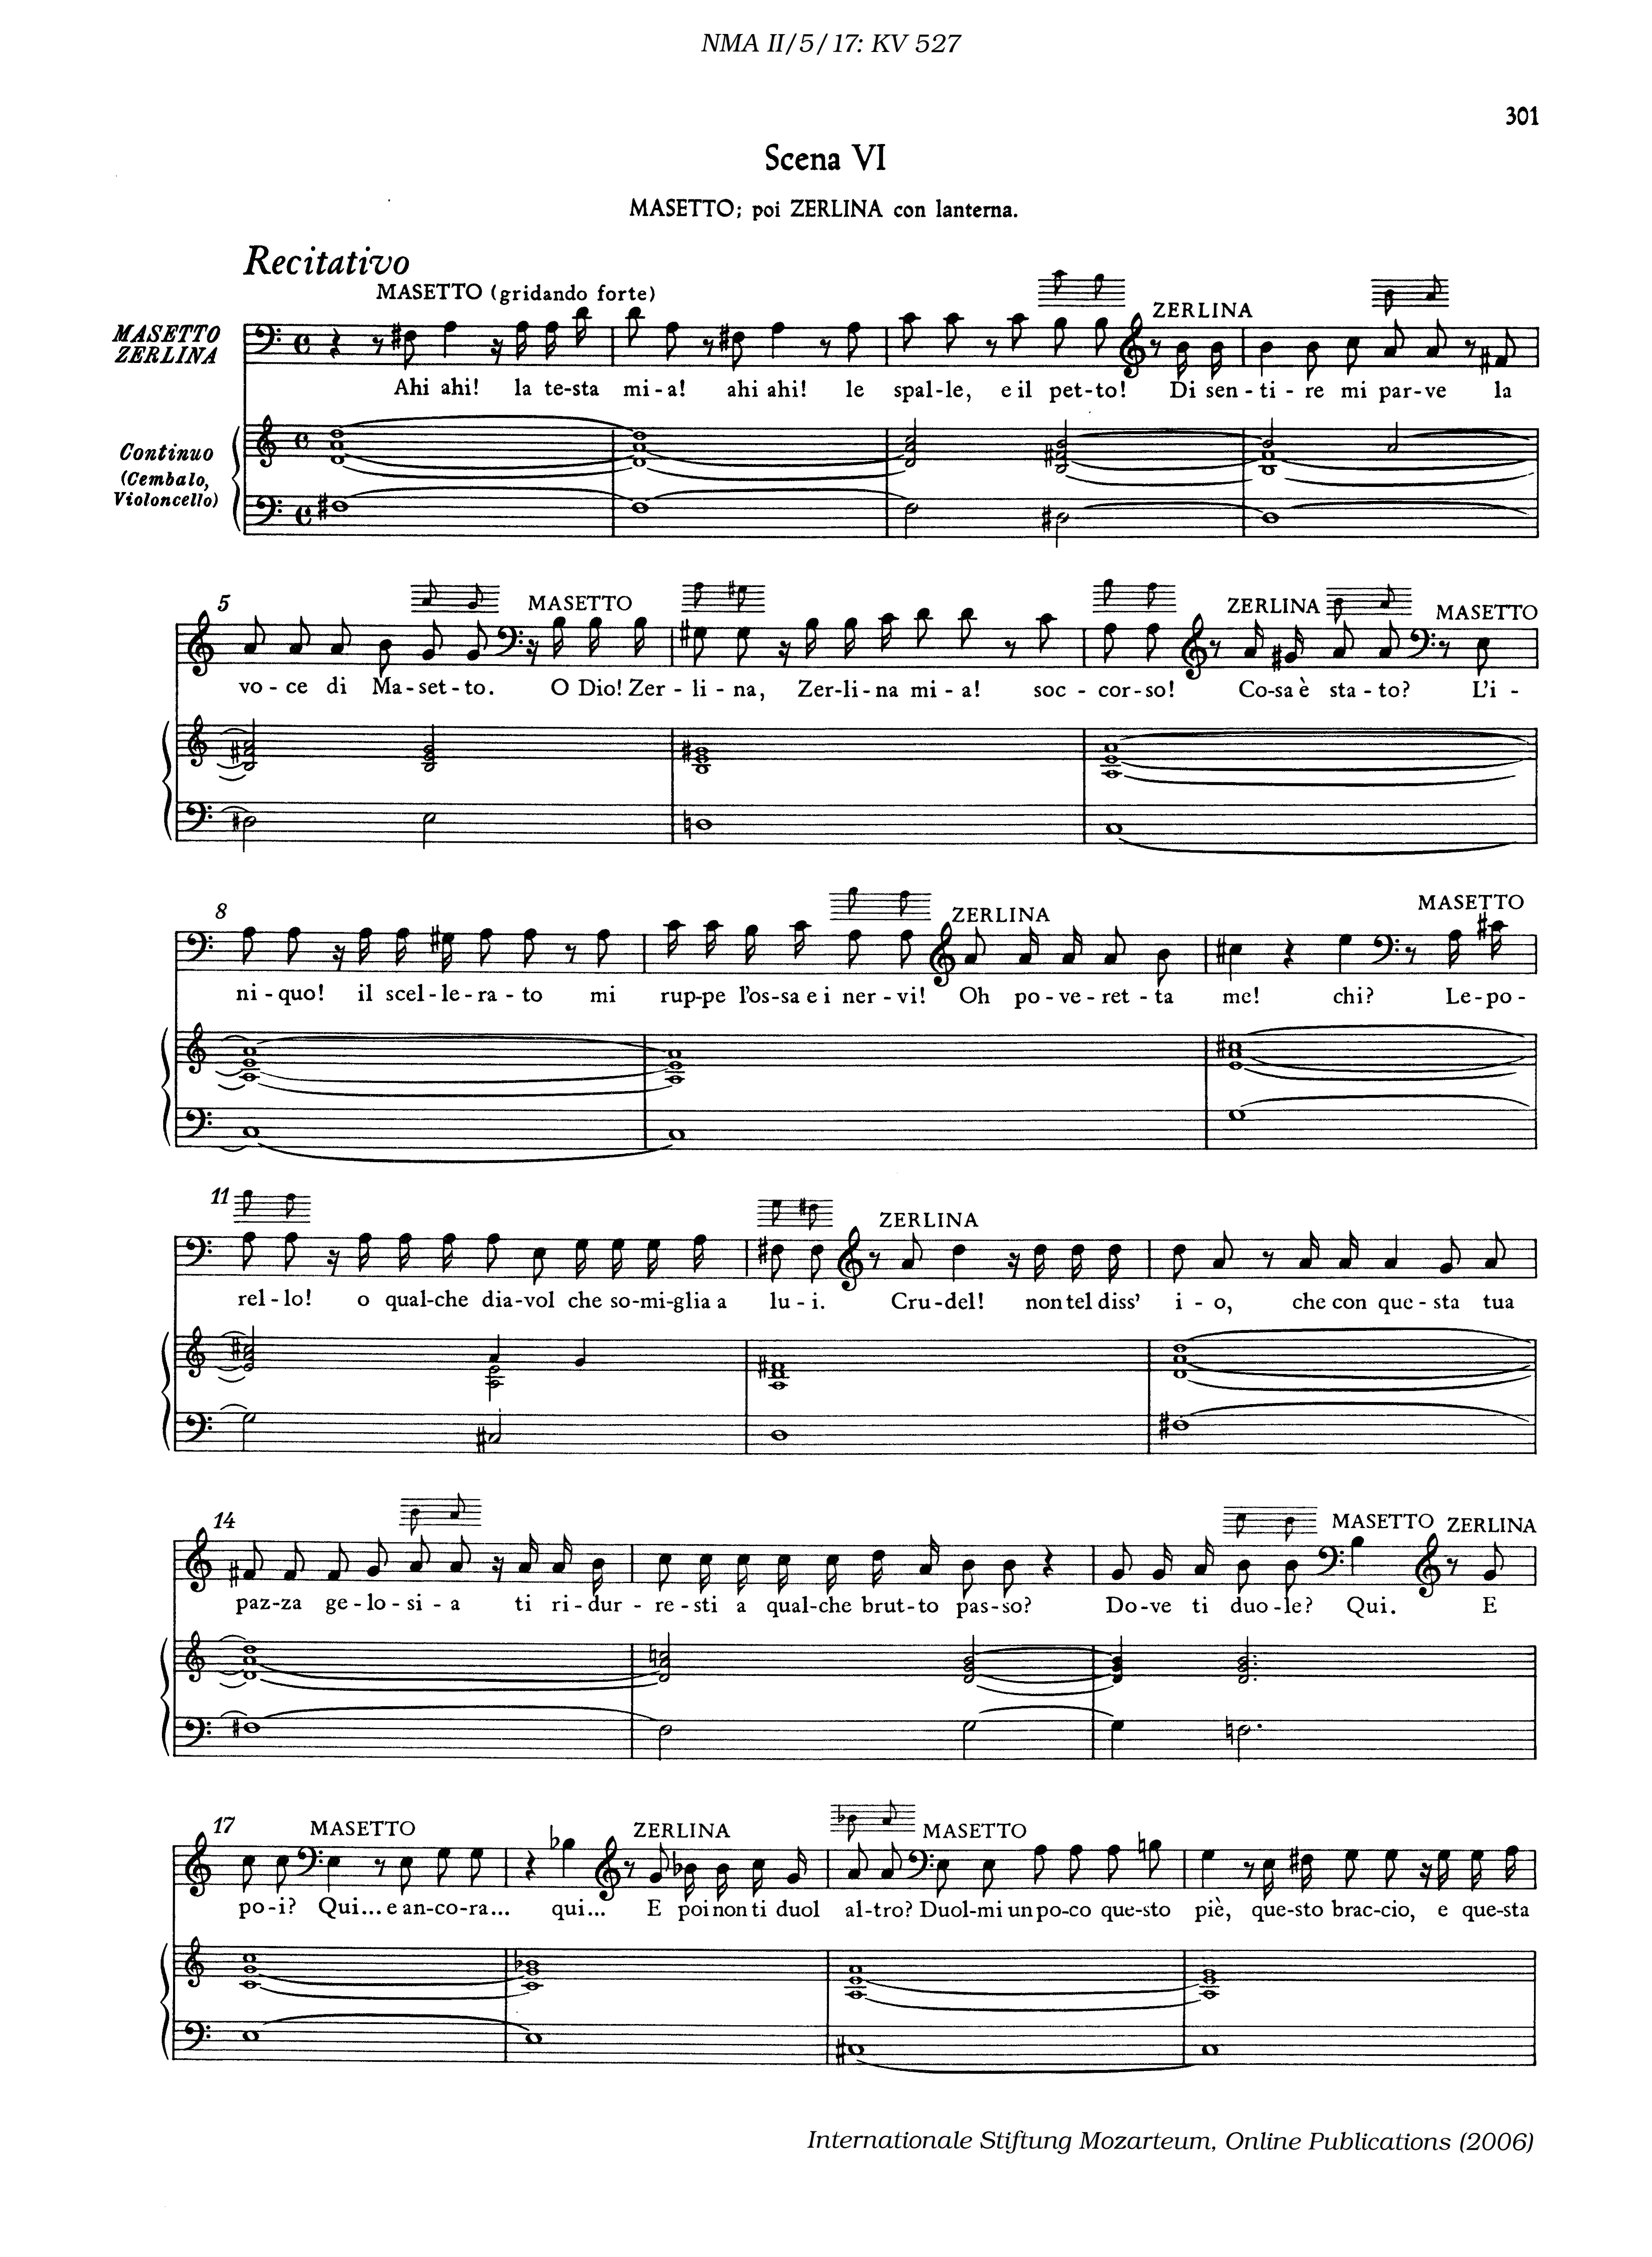 NMA II/5/17: KV 527
301
Scena VI
MASETTO; poi ZERLINA con lanterna.
Recitativo
MASETTO (gridando forte)
ZERLINA
MASETTO
ZERLINA
Ahi ahi! la te-sta mi-a! ahi ahi! le spal-le, e il pet-to! Di sen-ti-re mi par-ve la
Continuo
(Cembalo,
Violoncello)
5 MASETTO ZERLINA MASETTO
vo-ce di Ma-set-to. O Dio! Zer-li-na, Zer-li-na mi-a! soc-cor-so! Co-sa è sta-to? L'i-
8 ZERLINA MASETTO
ni-quo! il scel-le-ra-to mi rup-pe l'os-sa e i ner-vi! Oh po-ve-ret-ta me! chi? Le-po-
11 ZERLINA
rel-lo! o qual-che dia-vol che so-mi-glia a lu-i. Cru-del! non tel diss' i-o, che con que-sta tua
14 MASETTO ZERLINA
paz-za ge-lo-si-a ti ri-dur-re-sti a qual-che brut-to pas-so? Do-ve ti duo-le? Qui. E
17 MASETTO ZERLINA MASETTO
po-i? Qui... e an-co-ra... qui... E poi non ti duol al-tro? Duol-mi un po-co que-sto piè, que-sto brac-cio, e que-sta
Internationale Stiftung Mozarteum, Online Publications (2006)